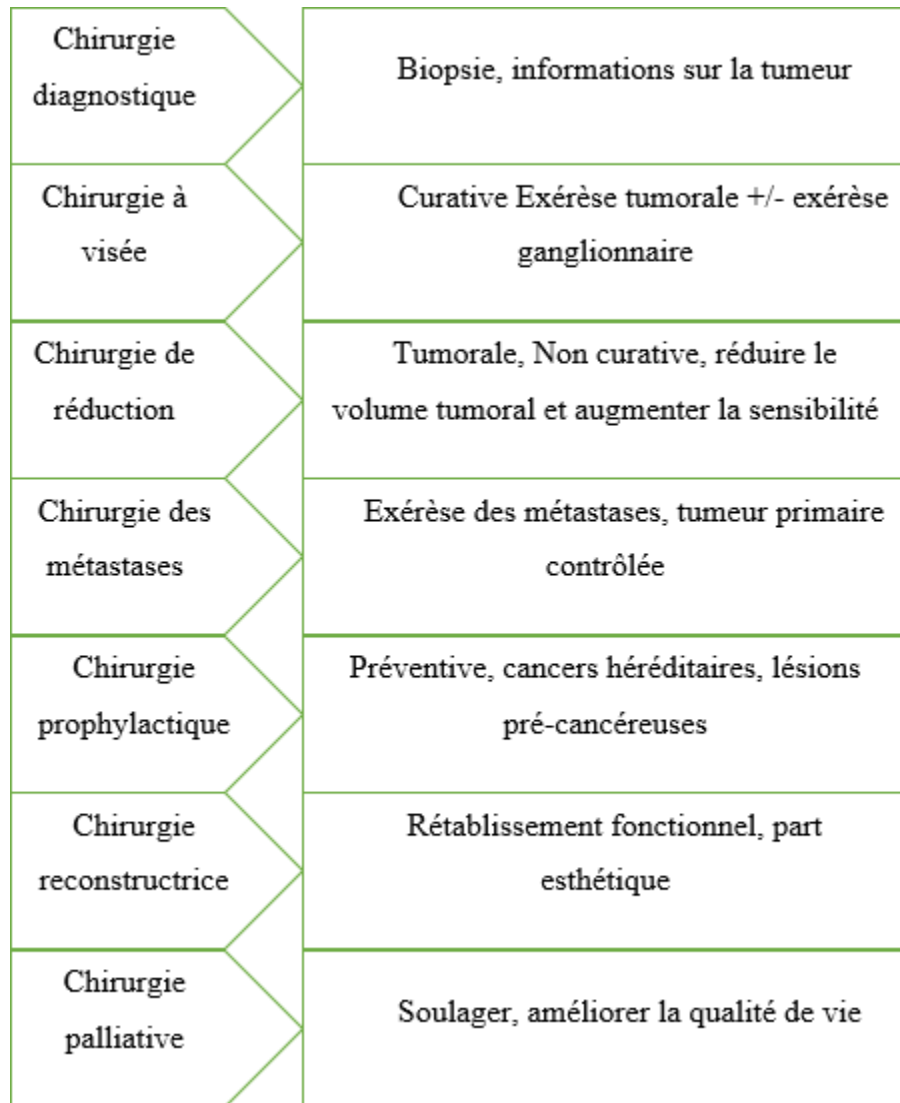 Chirurgie
diagnostique
Biopsie, informations sur la tumeur
Chirurgie à
visée
Curative Exérèse tumorale +/- exérèse
ganglionnaire
Chirurgie de
réduction
Tumorale, Non curative, réduire le
volume tumoral et augmenter la sensibilité
Chirurgie des
métastases
Exérèse des métastases, tumeur primaire
contrôlée
Chirurgie
prophylactique
Préventive, cancers héréditaires, lésions
pré-cancéreuses
Chirurgie
reconstructrice
Rétablissement fonctionnel, part
esthétique
Chirurgie
palliative
Soulager, améliorer la qualité de vie